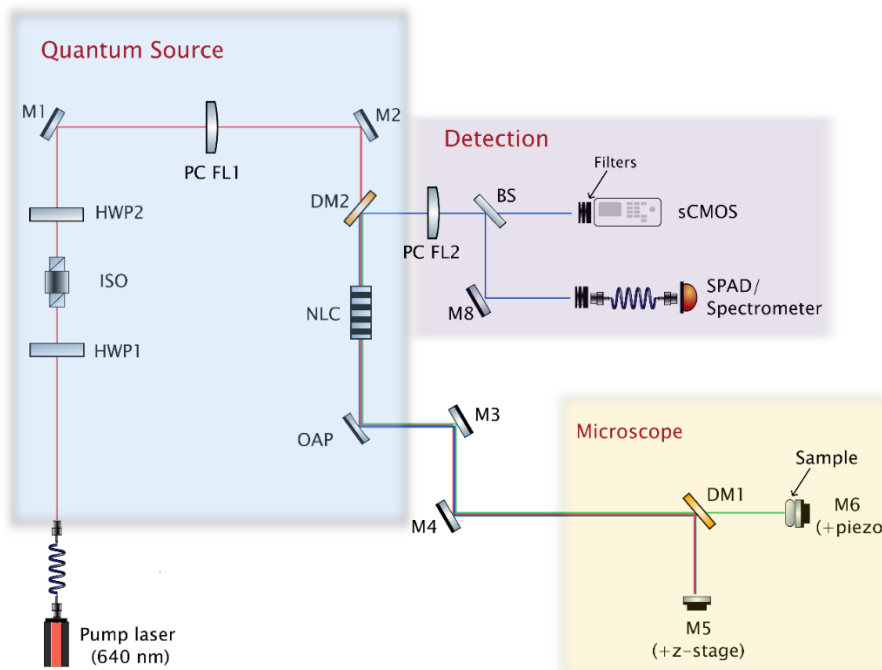 Quantum Source
M1
M2
PC FL1
HWP2
ISO
HWP1
DM2
NLC
OAP
Pump laser
(640 nm)
Detection
Filters
BS
sCMOS
PC FL2
M8
SPAD/
Spectrometer
M3
M4
Microscope
Sample
DM1
M6
(+piezo
M5
(+z-stage)